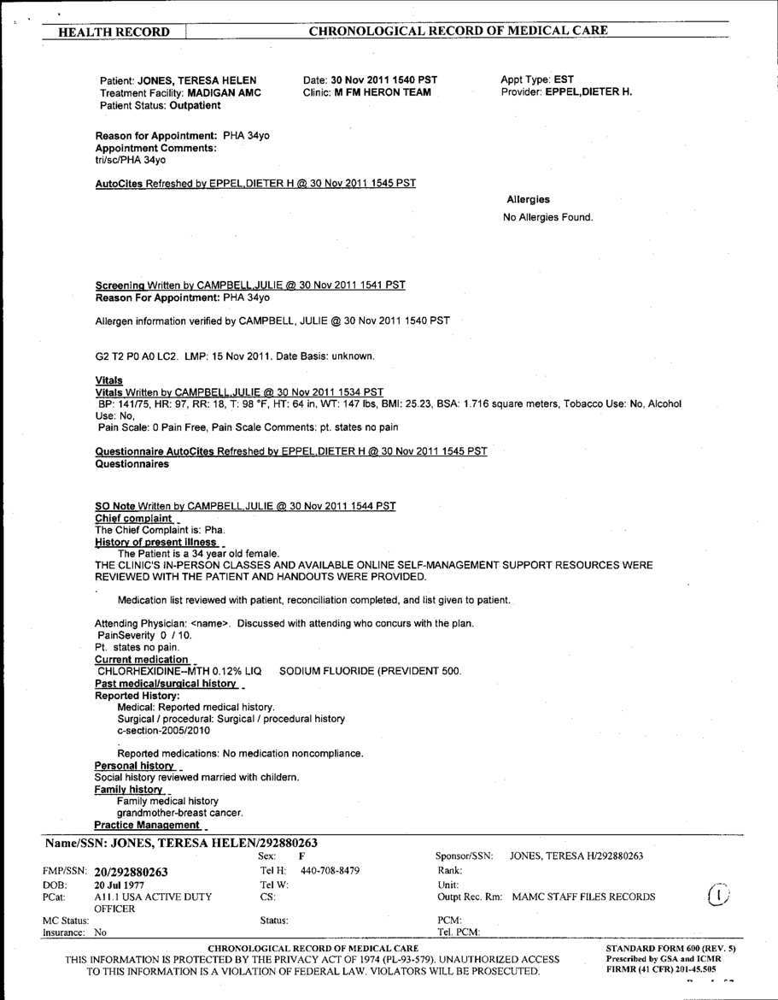 HEALTH RECORD CHRONOLOGICAL RECORD OF MEDICAL CARE
Patient: JONES, TERESA HELEN Date: 30 Nov 2011 1540 PST Appt Type: EST
Treatment Facility: MADIGAN AMC Clinic: M FM HERON TEAM Provider: EPPEL,DIETER H.
Patient Status: Outpatient
Reason for Appointment: PHA 34yo
Appointment Comments:
tri/sc/PHA 34yo
AutoCites Refreshed by EPPEL,DIETER H @ 30 Nov 2011 1545 PST
Allergies
No Allergies Found.
Screening Written by CAMPBELL,JULIE @ 30 Nov 2011 1541 PST
Reason For Appointment: PHA 34yo
Allergen information verified by CAMPBELL, JULIE @ 30 Nov 2011 1540 PST
G2 T2 P0 A0 LC2. LMP: 15 Nov 2011. Date Basis: unknown.
Vitals
Vitals Written by CAMPBELL,JULIE @ 30 Nov 2011 1534 PST
BP: 141/75, HR: 97, RR: 18, T: 98 °F, HT: 64 in, WT: 147 lbs, BMI: 25.23, BSA: 1.716 square meters, Tobacco Use: No, Alcohol
Use: No,
Pain Scale: 0 Pain Free, Pain Scale Comments: pt. states no pain
Questionnaire AutoCites Refreshed by EPPEL,DIETER H @ 30 Nov 2011 1545 PST
Questionnaires
SO Note Written by CAMPBELL,JULIE @ 30 Nov 2011 1544 PST
Chief complaint
The Chief Complaint is: Pha.
History of present illness
The Patient is a 34 year old female.
THE CLINIC'S IN-PERSON CLASSES AND AVAILABLE ONLINE SELF-MANAGEMENT SUPPORT RESOURCES WERE
REVIEWED WITH THE PATIENT AND HANDOUTS WERE PROVIDED.
.
Medication list reviewed with patient, reconciliation completed, and list given to patient.
Attending Physician: <name>. Discussed with attending who concurs with the plan.
PainSeverity 0 / 10.
Pt. states no pain.
Current medication
CHLORHEXIDINE--MTH 0.12% LIQ SODIUM FLUORIDE (PREVIDENT 500.
Past medical/surgical history
Reported History:
Medical: Reported medical history.
Surgical / procedural: Surgical / procedural history
c-section-2005/2010
.
Reported medications: No medication noncompliance.
Personal history
Social history reviewed married with childern.
Family history
Family medical history
grandmother-breast cancer.
Practice Management
Name/SSN: JONES, TERESA HELEN/292880263
Sex: F Sponsor/SSN: JONES, TERESA H/292880263
FMP/SSN: 20/292880263 Tel H: 440-708-8479 Rank:
DOB: 20 Jul 1977 Tel W: Unit:
PCat: A11.1 USA ACTIVE DUTY CS: Outpt Rec. Rm: MAMC STAFF FILES RECORDS
OFFICER
1
MC Status: Status: PCM:
Insurance: No Tel. PCM:
CHRONOLOGICAL RECORD OF MEDICAL CARE STANDARD FORM 600 (REV. 5)
THIS INFORMATION IS PROTECTED BY THE PRIVACY ACT OF 1974 (PL-93-579). UNAUTHORIZED ACCESS Prescribed by GSA and ICMR
TO THIS INFORMATION IS A VIOLATION OF FEDERAL LAW. VIOLATORS WILL BE PROSECUTED. FIRMR (41 CFR) 201-45.505